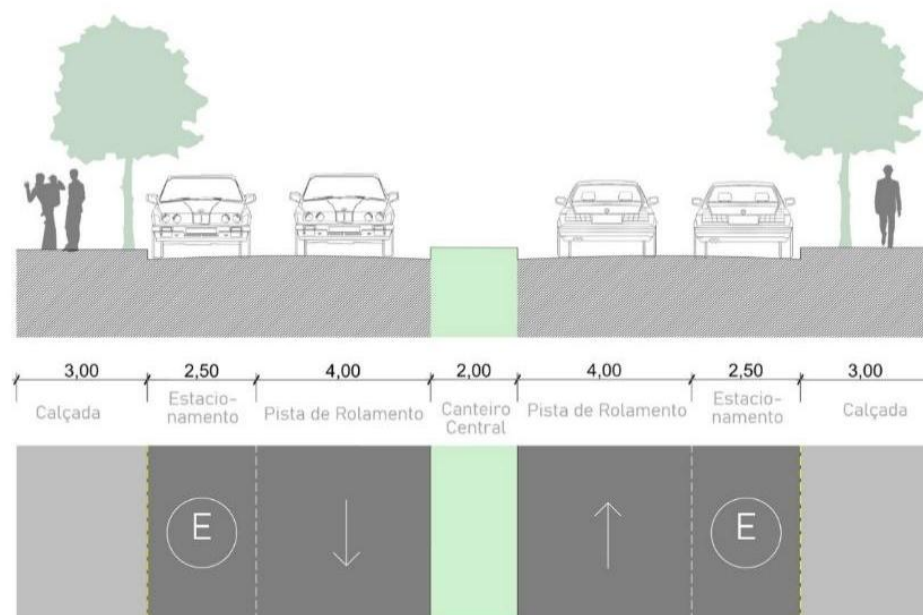 3,00 2,50 4,00 2,00 4,00 2,50 3,00
Calçada
Estacio-
namento
Pista de Rolamento
Canteiro
Central
Pista de Rolamento
Estacio-
namento
Calçada
E
E